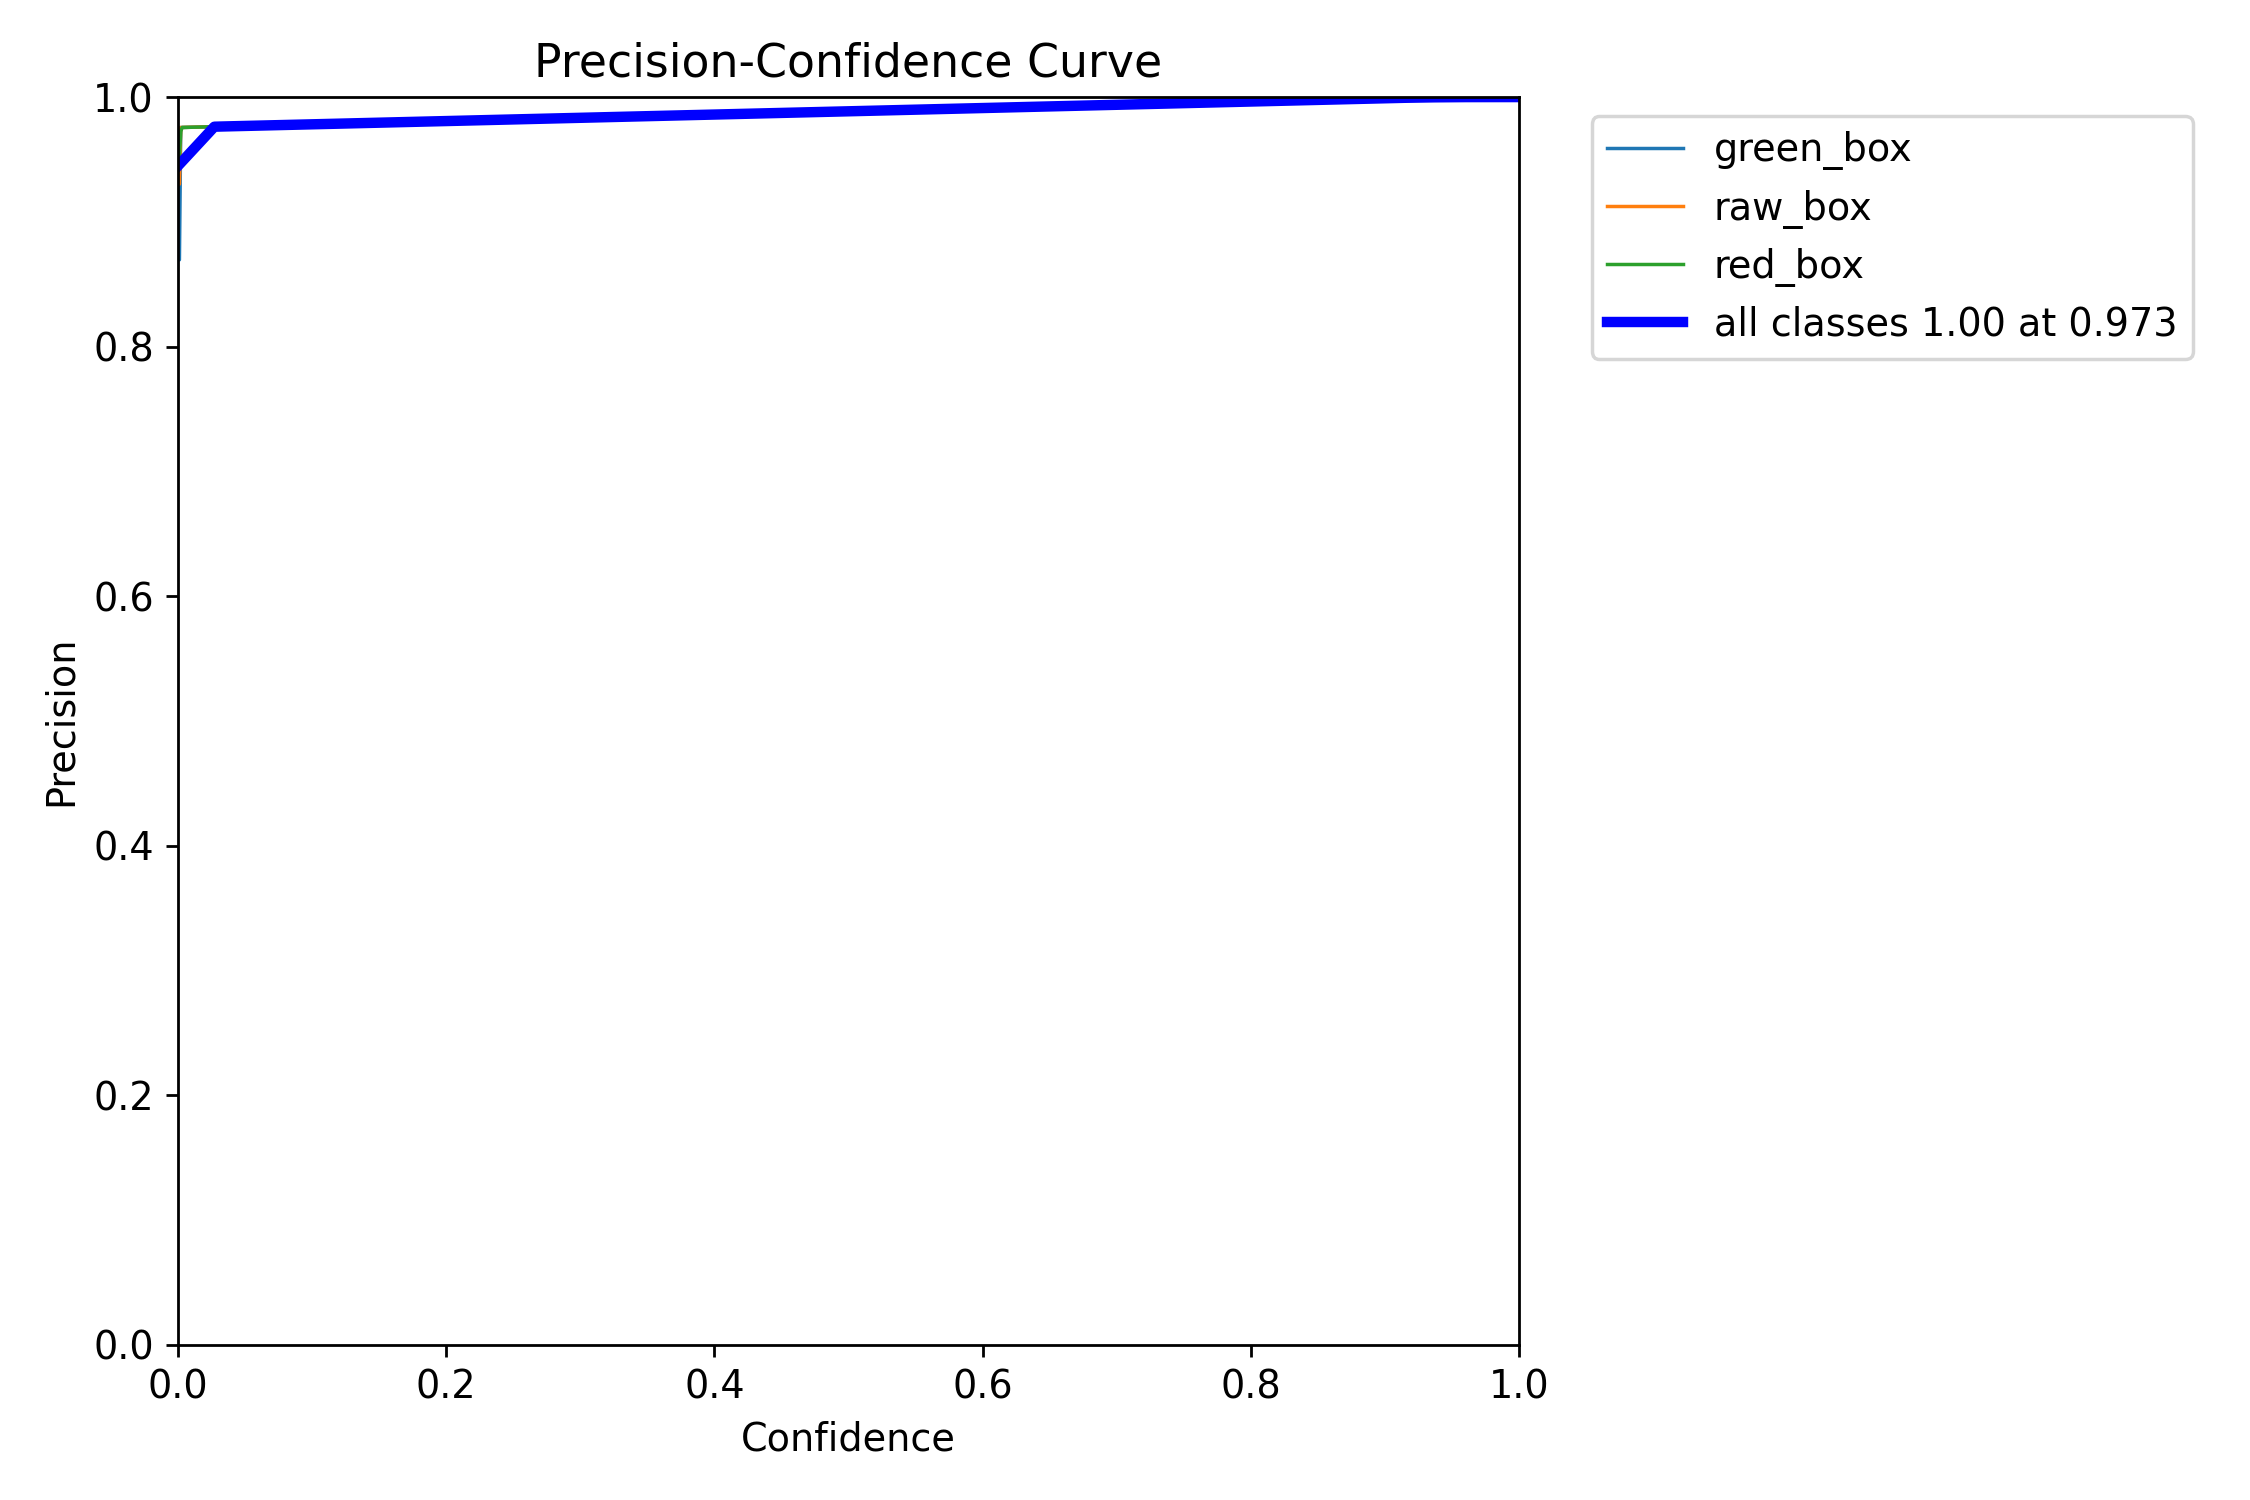 Precision-Confidence Curve
1.0
0.8
0.6
0.4
0.2
0.0
Precision
0.0 0.2 0.4 0.6 0.8 1.0
Confidence
green_box
raw_box
red_box
all classes 1.00 at 0.973